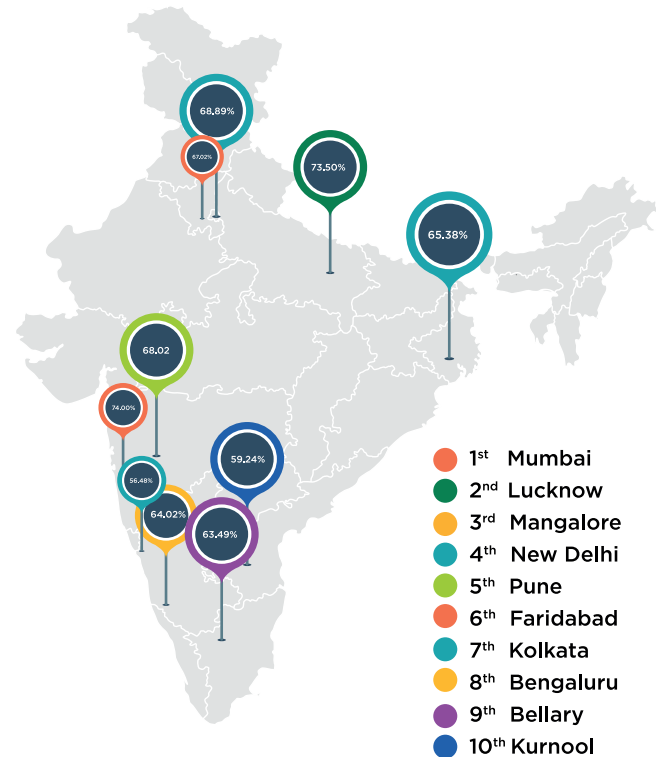 68.89%
67.02%
73.50%
65.38%
68.02
74.00%
59.24%
56.48%
64.02%
63.49%
1st Mumbai
2nd Lucknow
3rd Mangalore
4th New Delhi
5th Pune
6th Faridabad
7th Kolkata
8th Bengaluru
9th Bellary
10th Kurnool